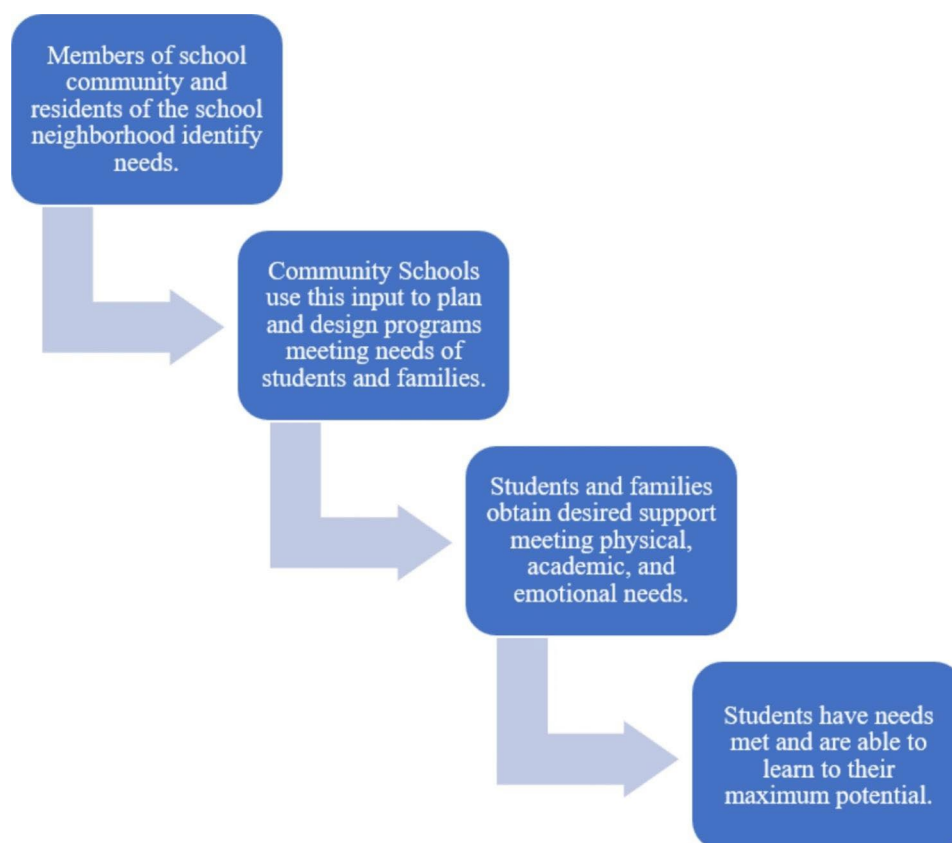 Members of school
community and
residents of the school
neighborhood identify
needs.
Community Schools
use this input to plan
and design programs
meeting needs of
students and families.
Students and families
obtain desired support
meeting physical,
academic, and
emotional needs.
Students have needs
met and are able to
learn to their
maximum potential.